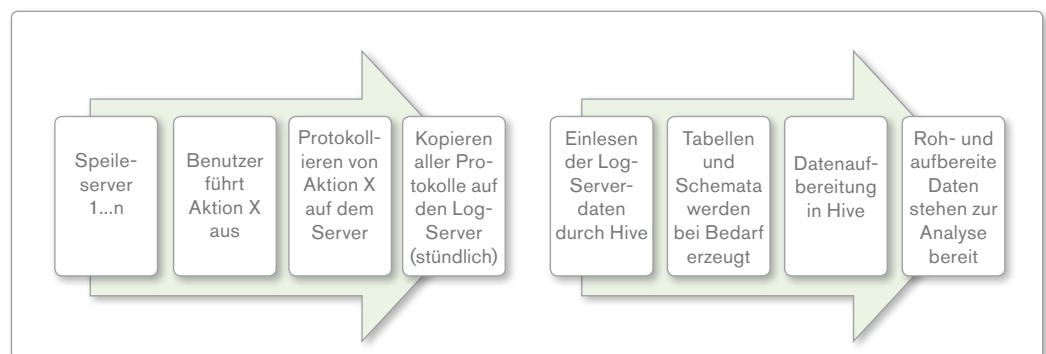 Speile-
server
1...n
Benutzer
führt
Aktion X
aus
Protokoll-
ieren von
Aktion X
auf dem
Server
Kopieren
aller Pro-
tokolle auf
den Log-
Server
(stündlich)
Einlesen
der Log-
Server-
daten
durch Hive
Tabellen
und
Schemata
werden
bei Bedarf
erzeugt
Datenauf-
bereitung
in Hive
Roh- und
aufbereite
Daten
stehen zur
Analyse
bereit